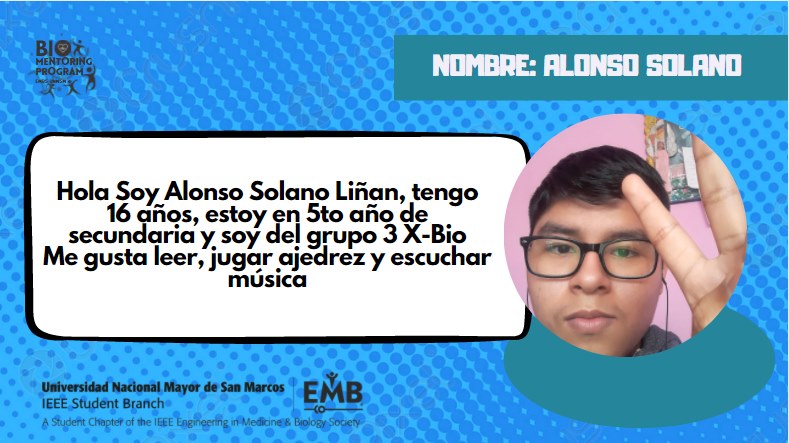 BIO
MENTORING
PROGRAM
NOMBRE: ALONSO SOLANO
Hola Soy Alonso Solano Liñan, tengo
16 años, estoy en 5to año de
secundaria y soy del grupo 3 X-Bio
Me gusta leer, jugar ajedrez y escuchar
música
Universidad Nacional Mayor de San Marcos
IEEE Student Branch
EMB
A Student Chapter of the IEEE Engineering in Medicine & Biology Society